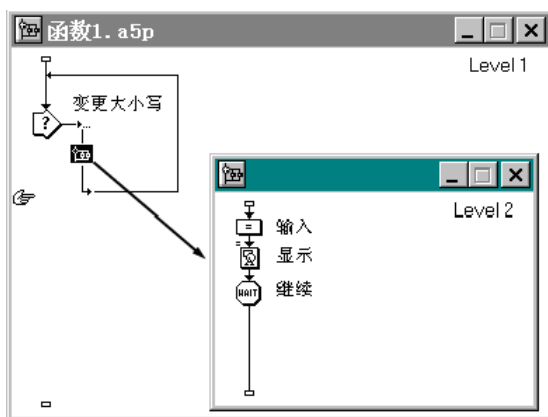 函数1.a5p
Level 1
变更大小写
?
...
Level 2
=
输入
=
显示
WAIT
继续